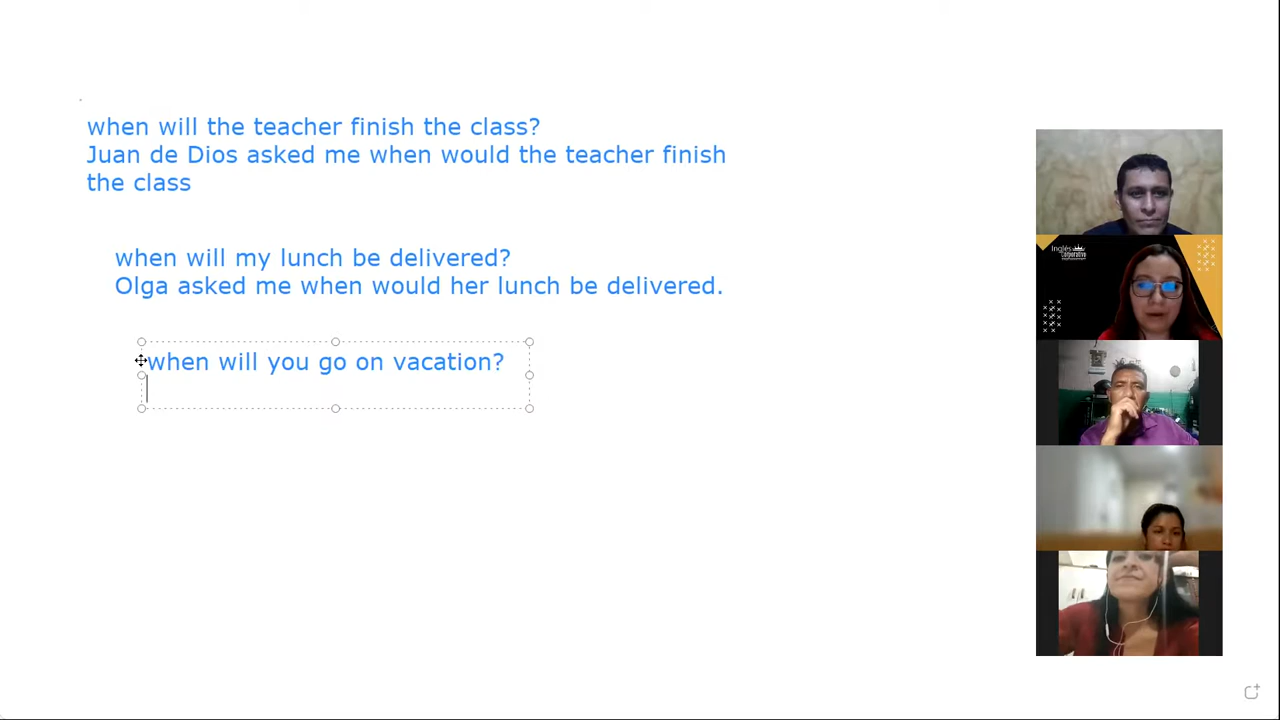 when will the teacher finish the class?
Juan de Dios asked me when would the teacher finish
the class
when will my lunch be delivered?
Olga asked me when would her lunch be delivered.
when will you go on vacation?
Inglés
Corporativo